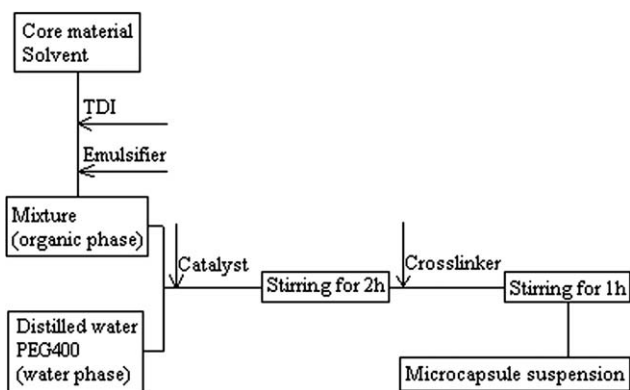 Core material
Solvent
TDI
Emulsifier
Mixture
(organic phase)
Catalyst
Stirring for 2h
Crosslinker
Stirring for 1h
Distilled water
PEG400
(water phase)
Microcapsule suspension